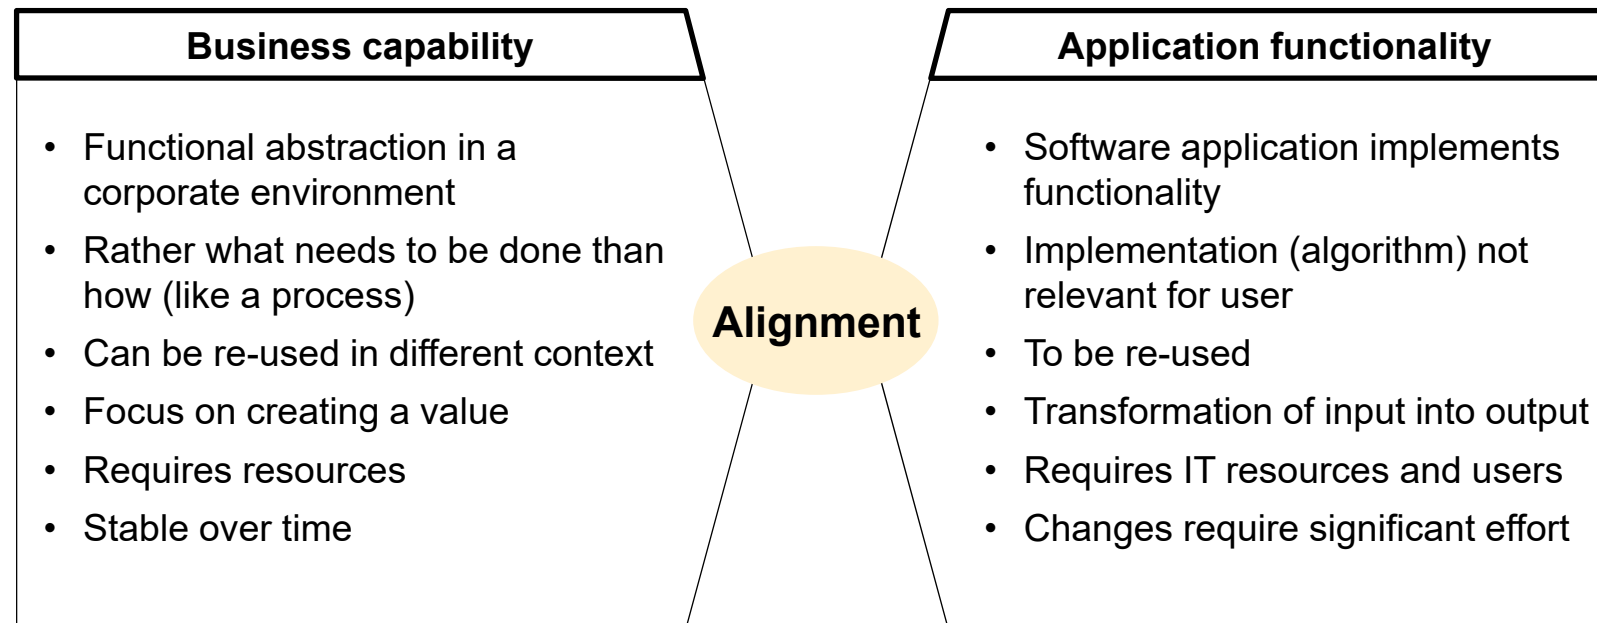 Business capability
• Functional abstraction in a
corporate environment
• Rather what needs to be done than
how (like a process)
• Can be re-used in different context
• Focus on creating a value
• Requires resources
• Stable over time
Alignment
Application functionality
• Software application implements
functionality
• Implementation (algorithm) not
relevant for user
• To be re-used
• Transformation of input into output
• Requires IT resources and users
• Changes require significant effort